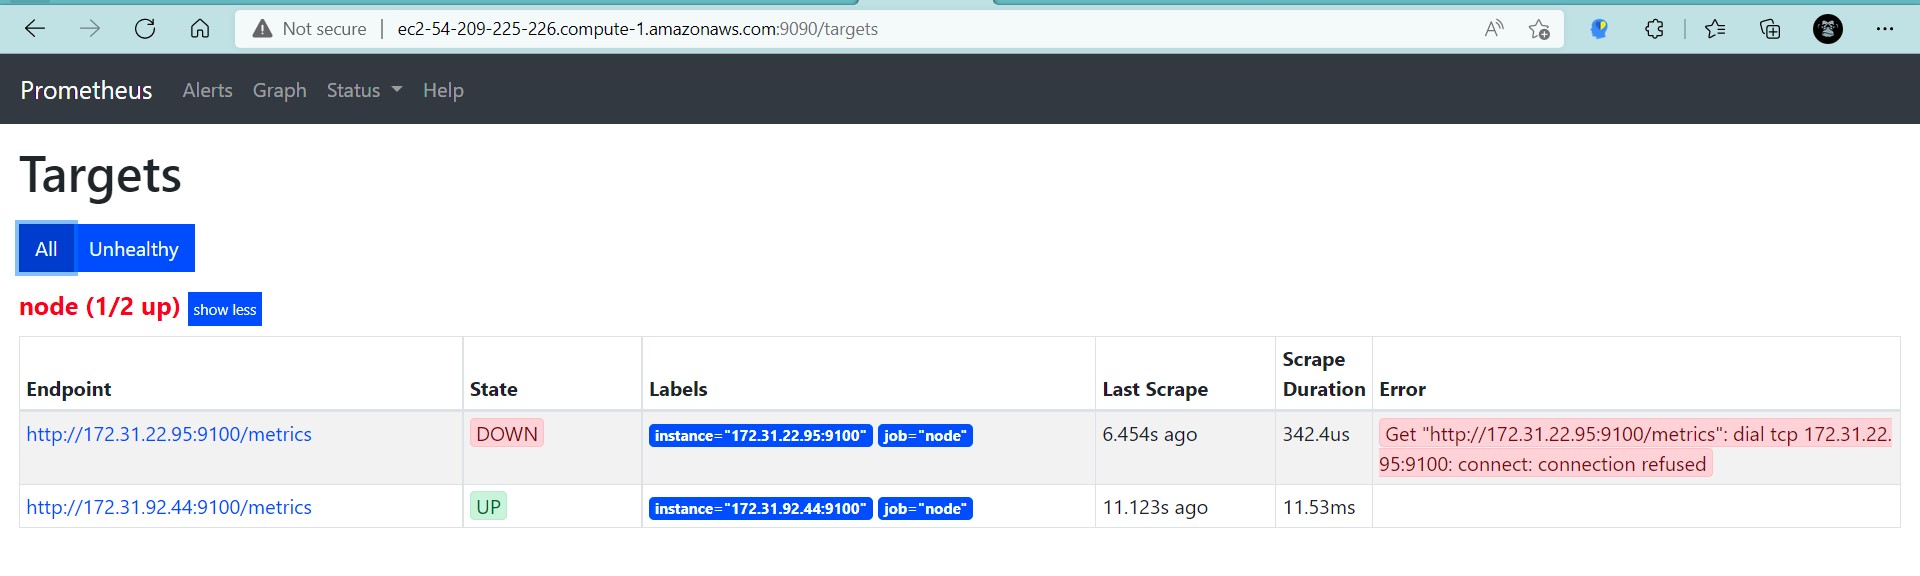 Not secure | ec2-54-209-225-226.compute-1.amazonaws.com:9090/targets
Prometheus Alerts Graph Status Help
Targets
All Unhealthy
node (1/2 up) show less
Endpoint State Labels Last Scrape Scrape Duration Error
http://172.31.22.95:9100/metrics DOWN instance="172.31.22.95:9100" job="node" 6.454s ago 342.4us Get "http://172.31.22.95:9100/metrics": dial tcp 172.31.22.
95:9100: connect: connection refused
http://172.31.92.44:9100/metrics UP instance="172.31.92.44:9100" job="node" 11.123s ago 11.53ms